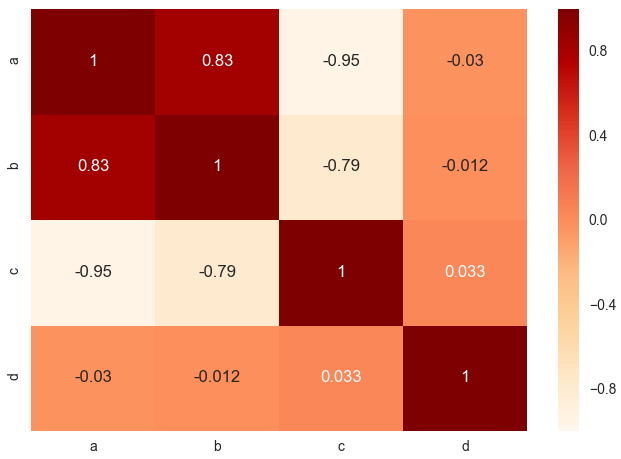 a 1 0.83 -0.95 -0.03
b 0.83 1 -0.79 -0.012
c -0.95 -0.79 1 0.033
d -0.03 -0.012 0.033 1
a b c d
0.8
0.4
0.0
−0.4
−0.8